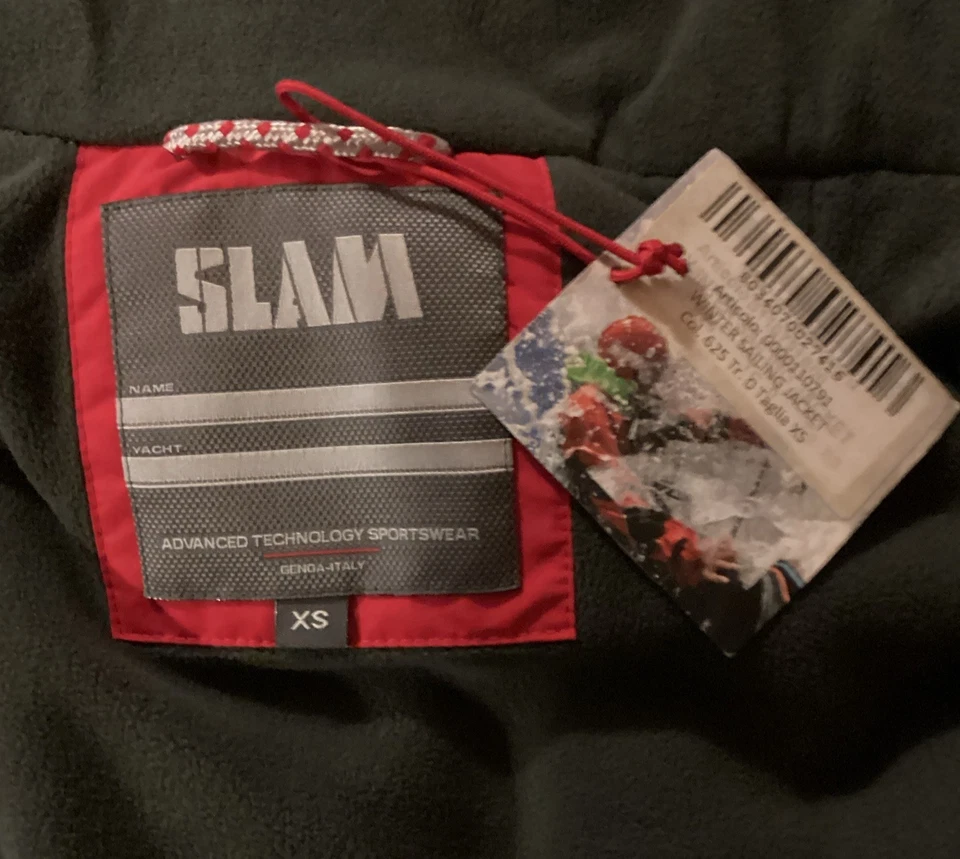 SLAM
NAME
YACHT
ADVANCED TECHNOLOGY SPORTSWEAR
GENOA-ITALY
XS
Articolo: 0000110791
WINTER SAILING JACKET
Col. 625 Tr. 0 Taglia XS